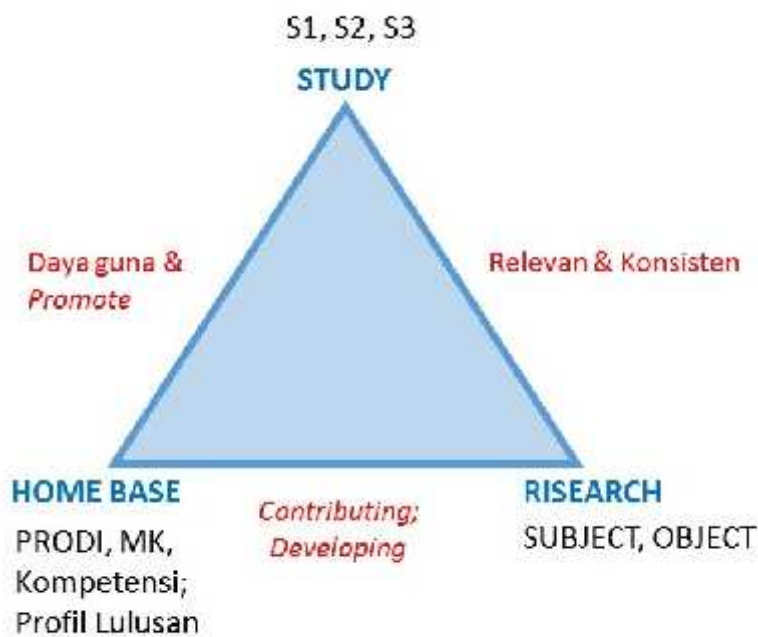 S1, S2, S3
STUDY
Daya guna &
Promote
Relevan & Konsisten
HOME BASE
PRODI, MK,
Kompetensi;
Profil Lulusan
Contributing;
Developing
RISEARCH
SUBJECT, OBJECT